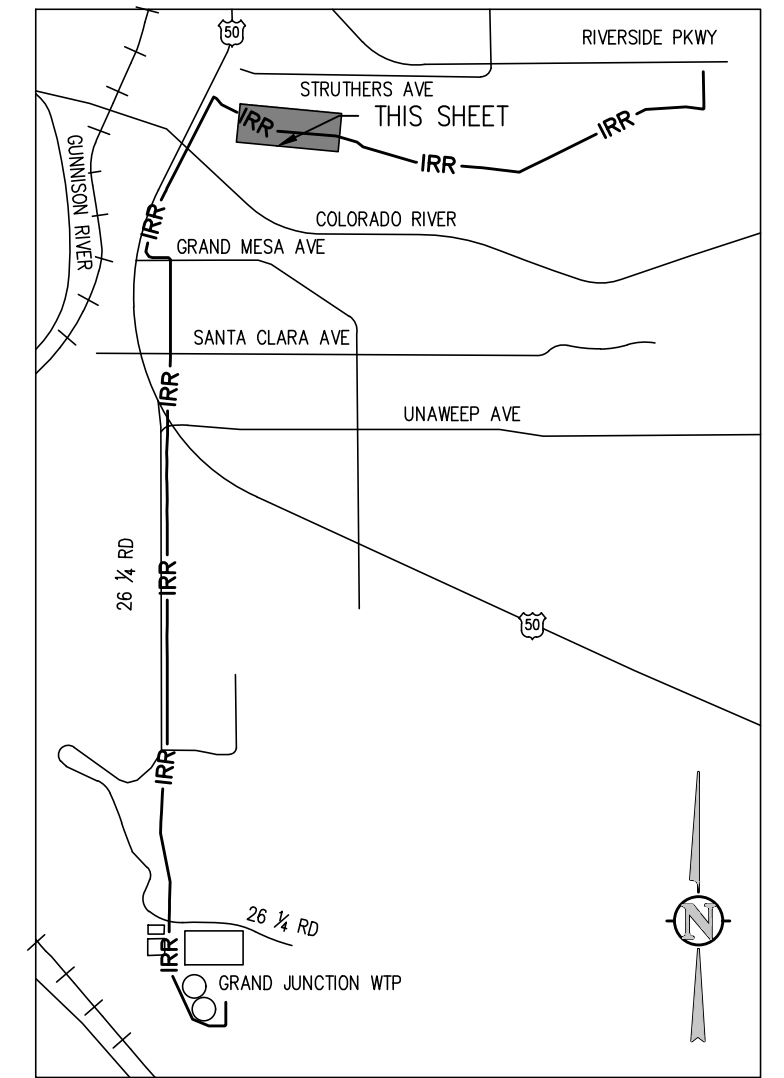 50
RIVERSIDE PKWY
STRUTHERS AVE
THIS SHEET
IRR
IRR
IRR
GUNNISON RIVER
IRR
COLORADO RIVER
GRAND MESA AVE
SANTA CLARA AVE
IRR
UNAWEEP AVE
26 ¼ RD
IRR
50
IRR
26 ¼ RD
IRR
N
GRAND JUNCTION WTP